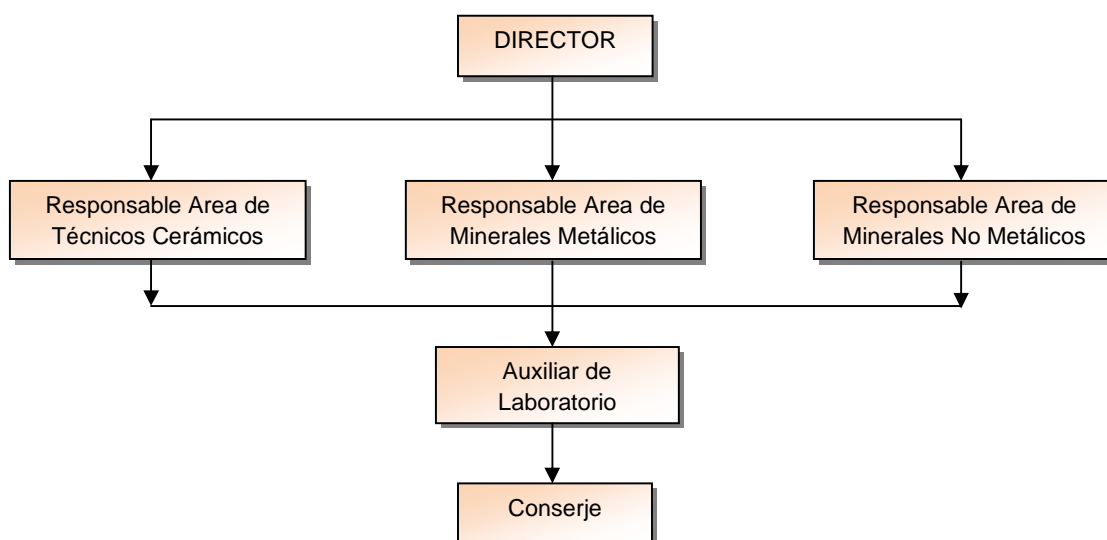 DIRECTOR
Responsable Area de
Técnicos Cerámicos
Responsable Area de
Minerales Metálicos
Responsable Area de
Minerales No Metálicos
Auxiliar de
Laboratorio
Conserje